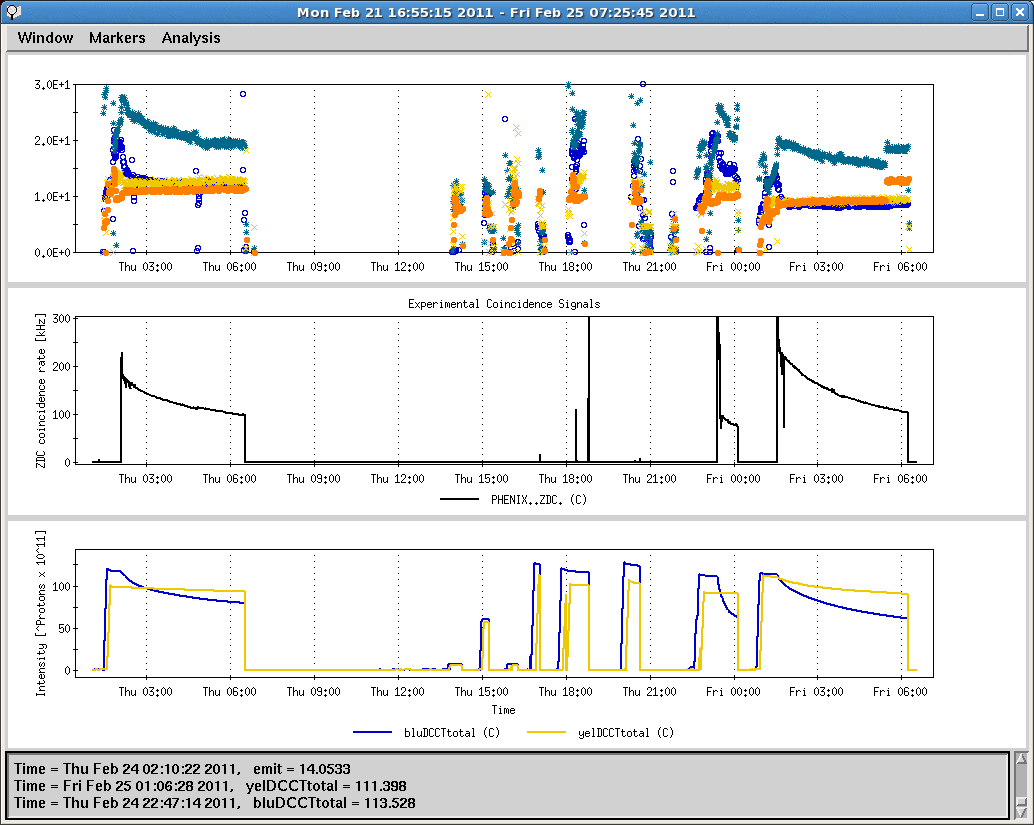 Mon Feb 21 16:55:15 2011 - Fri Feb 25 07:25:45 2011
Window Markers Analysis
3.0E+1
2.0E+1
1.0E+1
0.0E+0
Thu 03:00 Thu 06:00 Thu 09:00 Thu 12:00 Thu 15:00 Thu 18:00 Thu 21:00 Fri 00:00 Fri 03:00 Fri 06:00
Experimental Coincidence Signals
ZDC coincidence rate [kHz]
300
200
100
0
Thu 03:00 Thu 06:00 Thu 09:00 Thu 12:00 Thu 15:00 Thu 18:00 Thu 21:00 Fri 00:00 Fri 03:00 Fri 06:00
PHENIX..ZDC. (C)
Intensity [^Protons x 10^11]
100
50
0
Thu 03:00 Thu 06:00 Thu 09:00 Thu 12:00 Thu 15:00 Thu 18:00 Thu 21:00 Fri 00:00 Fri 03:00 Fri 06:00
Time
bluDCCTtotal (C) yelDCCTtotal (C)
Time = Thu Feb 24 02:10:22 2011, emit = 14.0533
Time = Fri Feb 25 01:06:28 2011, yelDCCTtotal = 111.398
Time = Thu Feb 24 22:47:14 2011, bluDCCTtotal = 113.528